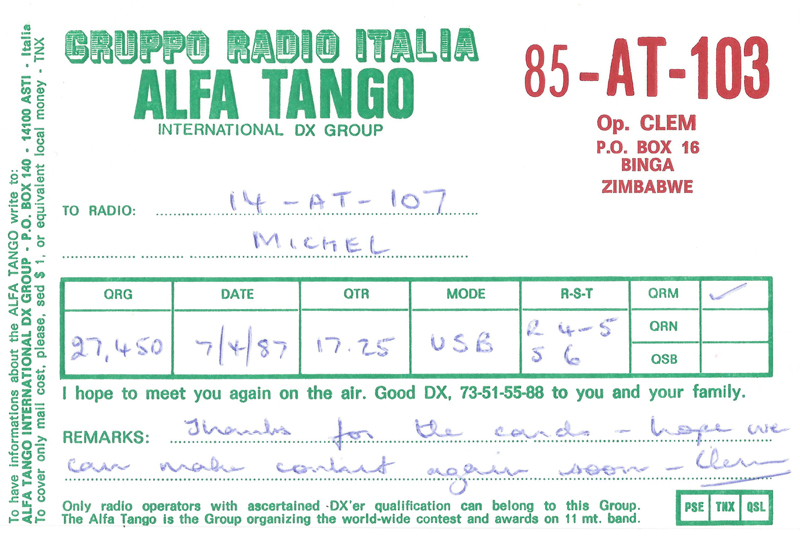 GRUPPO RADIO ITALIA
ALFA TANGO
INTERNATIONAL DX GROUP
85-AT-103
Op. CLEM
P.O. BOX 16
BINGA
ZIMBABWE
To have informations about the ALFA TANGO write to:
ALFA TANGO INTERNATIONAL DX GROUP - P.O. BOX 140 - 14100 ASTI - Italia
To cover only mail cost, please, sed $ 1, or equivalent local money - TNX
TO RADIO: 14-AT-107
MICHEL
QRG DATE QTR MODE R-S-T QRM ✓
27,450 7/4/87 17.25 USB R 4-5 QRN
S 6 QSB
I hope to meet you again on the air. Good DX, 73-51-55-88 to you and your family.
REMARKS: Thanks for the cards - hope we
can make contact again soon - Clem
Only radio operators with ascertained -DX'er qualification can belong to this Group.
The Alfa Tango is the Group organizing the world-wide contest and awards on 11 mt. band.
PSE TNX QSL